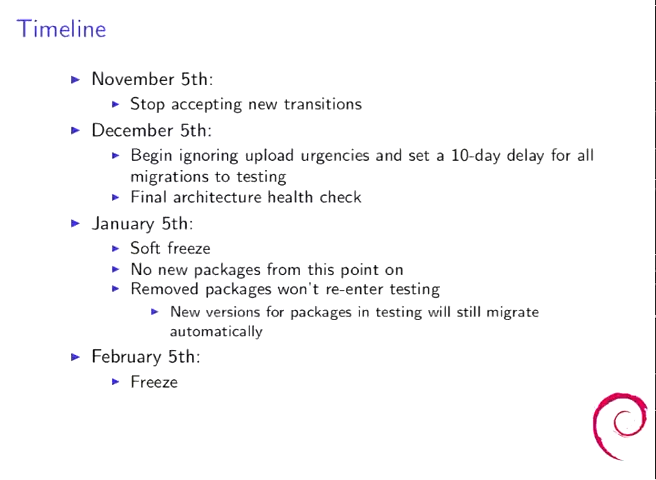 Timeline
November 5th:
Stop accepting new transitions
December 5th:
Begin ignoring upload urgencies and set a 10-day delay for all
migrations to testing
Final architecture health check
January 5th:
Soft freeze
No new packages from this point on
Removed packages won't re-enter testing
New versions for packages in testing will still migrate
automatically
February 5th:
Freeze